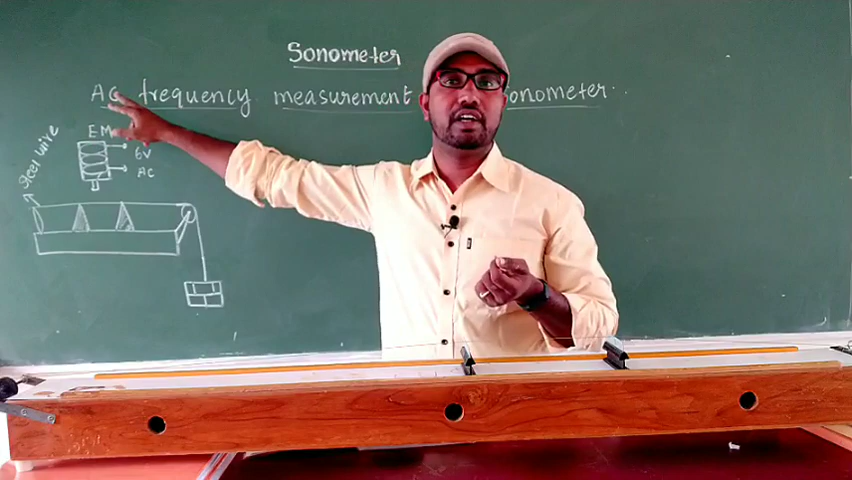 Sonometer
AC frequency measurement sonometer..
steel wire
EM
6V
AC